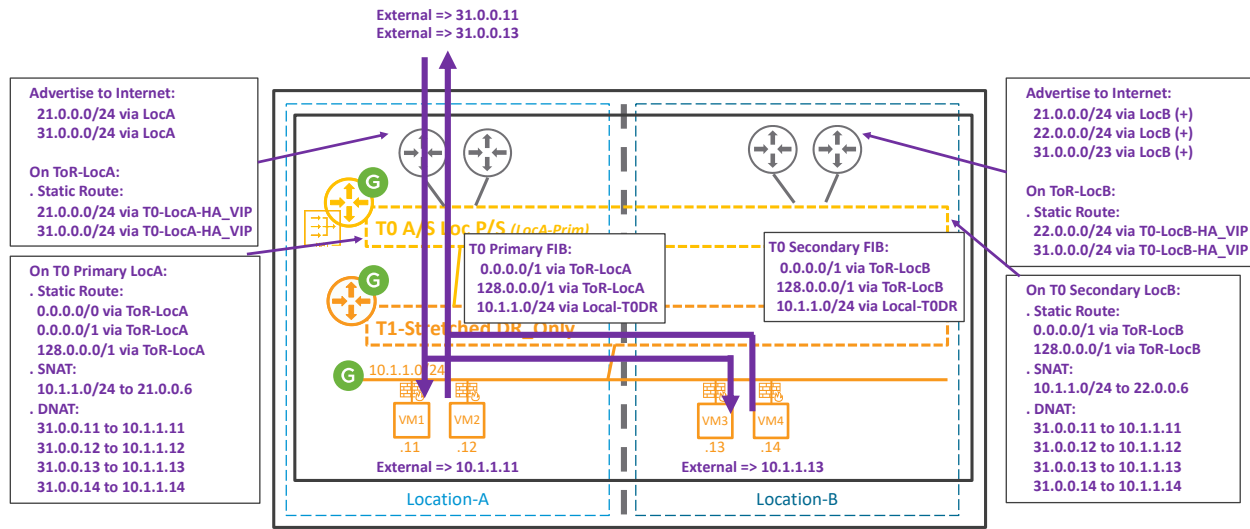 External => 31.0.0.11
External => 31.0.0.13
Advertise to Internet:
21.0.0.0/24 via LocA
31.0.0.0/24 via LocA
On ToR-LocA:
. Static Route:
21.0.0.0/24 via T0-LocA-HA_VIP
31.0.0.0/24 via T0-LocA-HA_VIP
On T0 Primary LocA:
. Static Route:
0.0.0.0/0 via ToR-LocA
0.0.0.0/1 via ToR-LocA
128.0.0.0/1 via ToR-LocA
. SNAT:
10.1.1.0/24 to 21.0.0.6
. DNAT:
31.0.0.11 to 10.1.1.11
31.0.0.12 to 10.1.1.12
31.0.0.13 to 10.1.1.13
31.0.0.14 to 10.1.1.14
G
T0 A/S Loc P/S (LocA-Prim)
T0 Primary FIB:
0.0.0.0/1 via ToR-LocA
128.0.0.0/1 via ToR-LocA
10.1.1.0/24 via Local-T0DR
T0 Secondary FIB:
0.0.0.0/1 via ToR-LocB
128.0.0.0/1 via ToR-LocB
10.1.1.0/24 via Local-T0DR
G
T1-Stretched DR_Only
G
10.1.1.0/24
VM1
VM2
VM3
VM4
.11
.12
.13
.14
External => 10.1.1.11
External => 10.1.1.13
Location-A
Location-B
Advertise to Internet:
21.0.0.0/24 via LocB (+)
22.0.0.0/24 via LocB (+)
31.0.0.0/23 via LocB (+)
On ToR-LocB:
. Static Route:
22.0.0.0/24 via T0-LocB-HA_VIP
31.0.0.0/24 via T0-LocB-HA_VIP
On T0 Secondary LocB:
. Static Route:
0.0.0.0/1 via ToR-LocB
128.0.0.0/1 via ToR-LocB
. SNAT:
10.1.1.0/24 to 22.0.0.6
. DNAT:
31.0.0.11 to 10.1.1.11
31.0.0.12 to 10.1.1.12
31.0.0.13 to 10.1.1.13
31.0.0.14 to 10.1.1.14